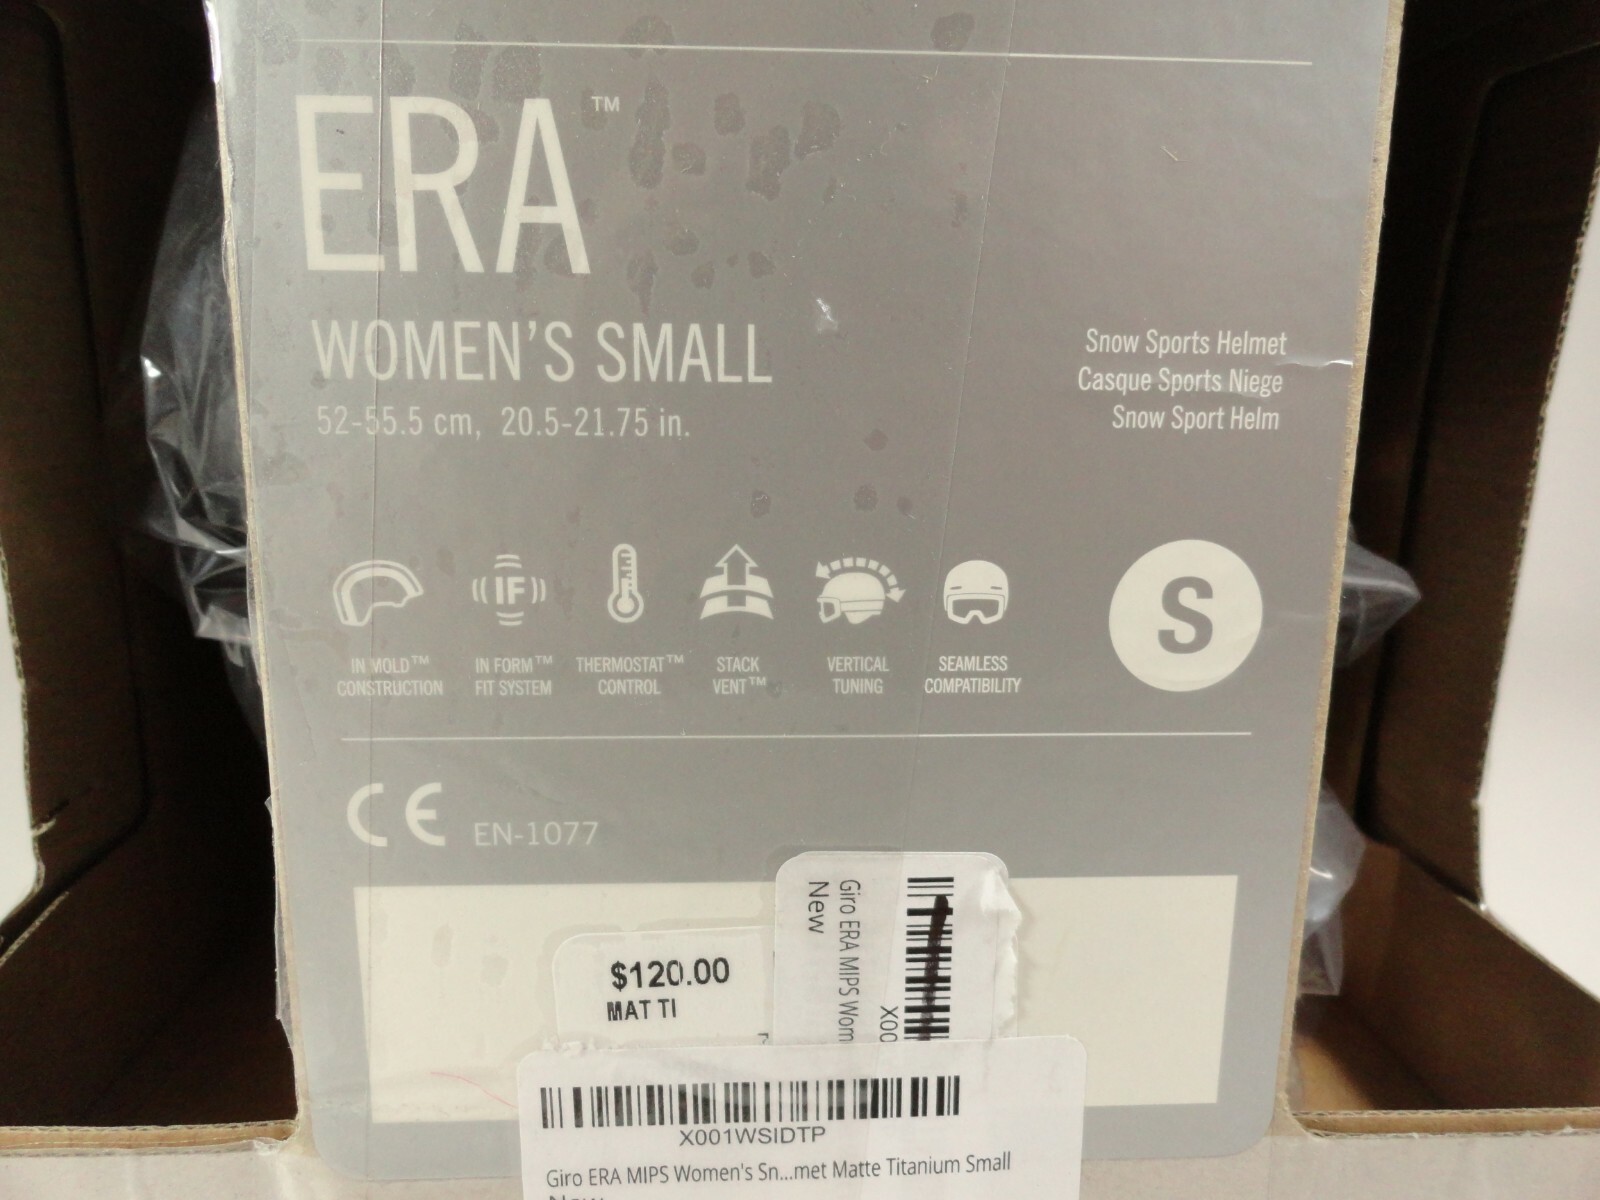 ERA™
WOMEN'S SMALL
52-55.5 cm, 20.5-21.75 in.
Snow Sports Helmet
Casque Sports Niege
Snow Sport Helm
IF
IN MOLD™
CONSTRUCTION
IN FORM™
FIT SYSTEM
THERMOSTAT™
CONTROL
STACK
VENT™
VERTICAL
TUNING
SEAMLESS
COMPATIBILITY
S
CE EN-1077
$120.00
MAT TI
X00
Giro ERA MIPS Wom
New
X001WSIDTP
Giro ERA MIPS Women's Sn...met Matte Titanium Small
New